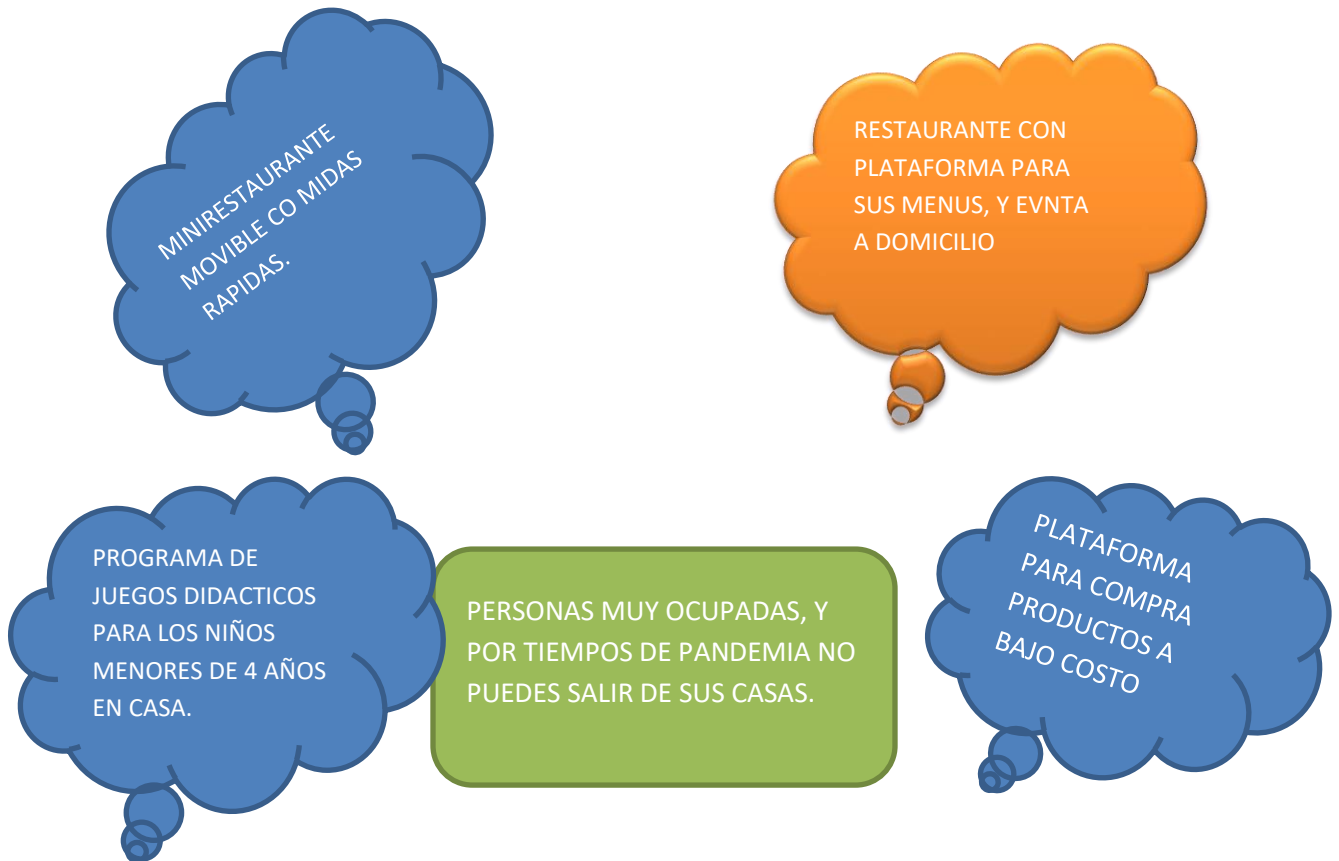 MINIRESTAURANTE
MOVIBLE CO MIDAS
RAPIDAS.
RESTAURANTE CON
PLATAFORMA PARA
SUS MENUS, Y EVNTA
A DOMICILIO
PROGRAMA DE
JUEGOS DIDACTICOS
PARA LOS NIÑOS
MENORES DE 4 AÑOS
EN CASA.
PERSONAS MUY OCUPADAS, Y
POR TIEMPOS DE PANDEMIA NO
PUEDES SALIR DE SUS CASAS.
PLATAFORMA
PARA COMPRA
PRODUCTOS A
BAJO COSTO